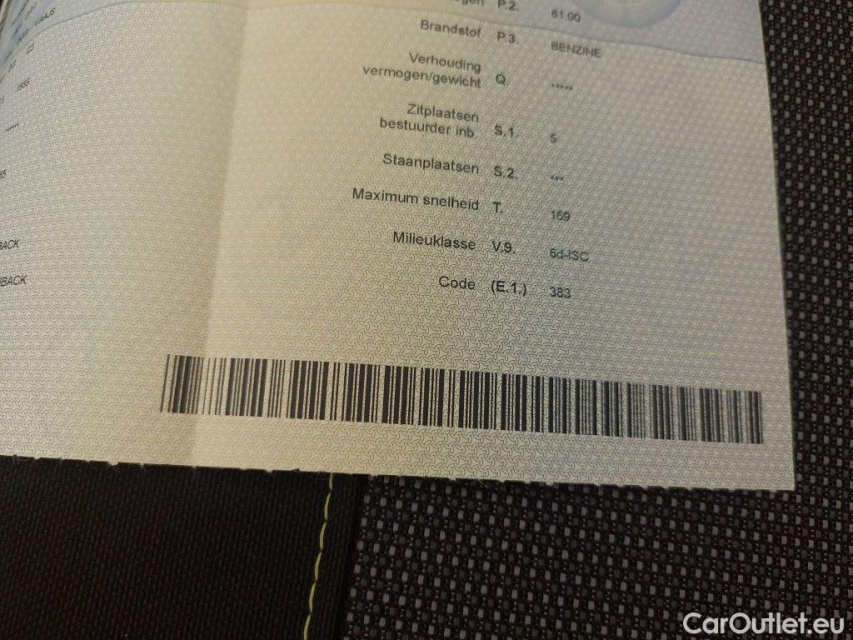 P.2. 61.00
Brandstof P.3. BENZINE
Verhouding
vermogen/gewicht Q. -----
Zitplaatsen
bestuurder inb. S.1. 5
Staanplaatsen S.2. ---
Maximum snelheid T. 169
Milieuklasse V.9. 6d-ISC
Code (E.1.) 383
BACK
CarOutlet.eu